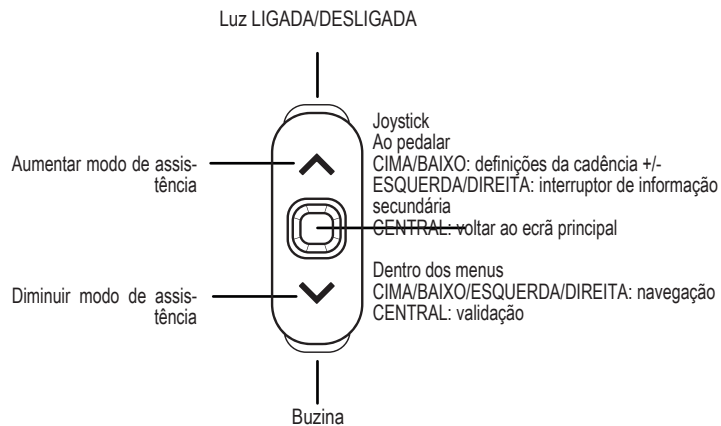 Luz LIGADA/DESLIGADA
Aumentar modo de assis-
tência
Joystick
Ao pedalar
CIMA/BAIXO: definições da cadência +/-
ESQUERDA/DIREITA: interruptor de informação
secundária
CENTRAL: voltar ao ecrã principal
Diminuir modo de assis-
tência
Dentro dos menus
CIMA/BAIXO/ESQUERDA/DIREITA: navegação
CENTRAL: validação
Buzina